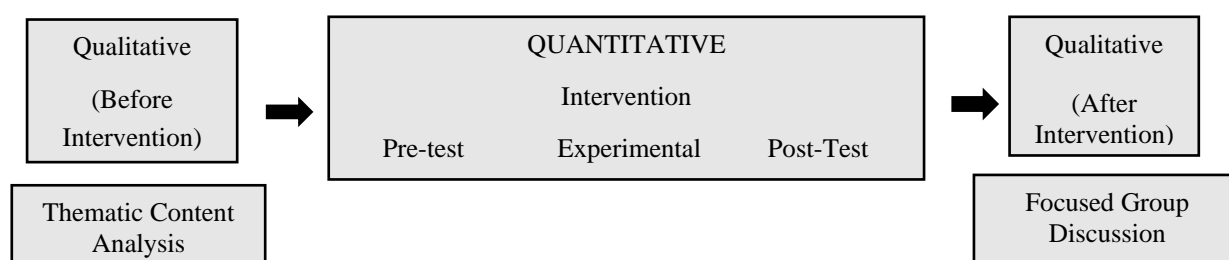 Qualitative
(Before
Intervention)
Thematic Content
Analysis
QUANTITATIVE
Intervention
Pre-test Experimental Post-Test
Qualitative
(After
Intervention)
Focused Group
Discussion